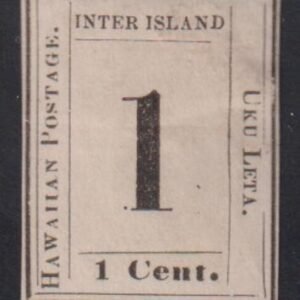 INTER ISLAND
HAWAIIAN POSTAGE.
1
UKU LETA.
1 Cent.